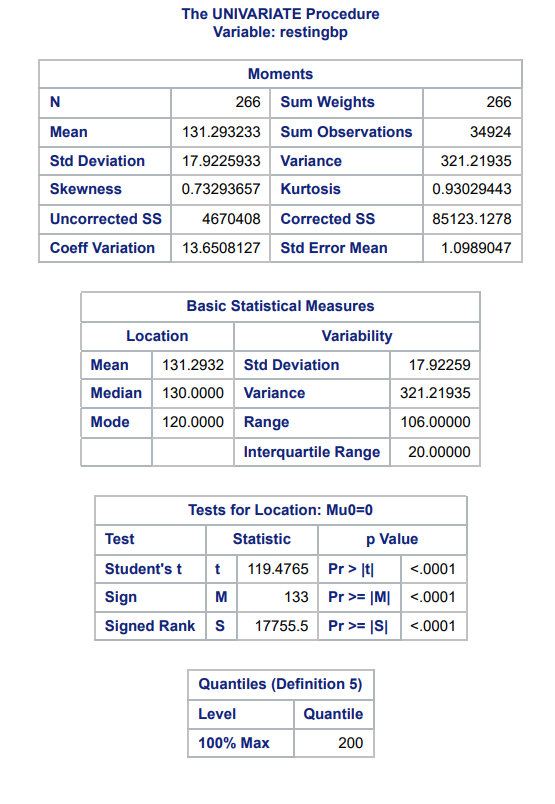 The UNIVARIATE Procedure
Variable: restingbp
Moments
N 266 Sum Weights 266
Mean 131.293233 Sum Observations 34924
Std Deviation 17.9225933 Variance 321.21935
Skewness 0.73293657 Kurtosis 0.93029443
Uncorrected SS 4670408 Corrected SS 85123.1278
Coeff Variation 13.6508127 Std Error Mean 1.0989047
Basic Statistical Measures
Location Variability
Mean 131.2932 Std Deviation 17.92259
Median 130.0000 Variance 321.21935
Mode 120.0000 Range 106.00000
Interquartile Range 20.00000
Tests for Location: Mu0=0
Test Statistic p Value
Student's t t 119.4765 Pr > |t| <.0001
Sign M 133 Pr >= |M| <.0001
Signed Rank S 17755.5 Pr >= |S| <.0001
Quantiles (Definition 5)
Level Quantile
100% Max 200